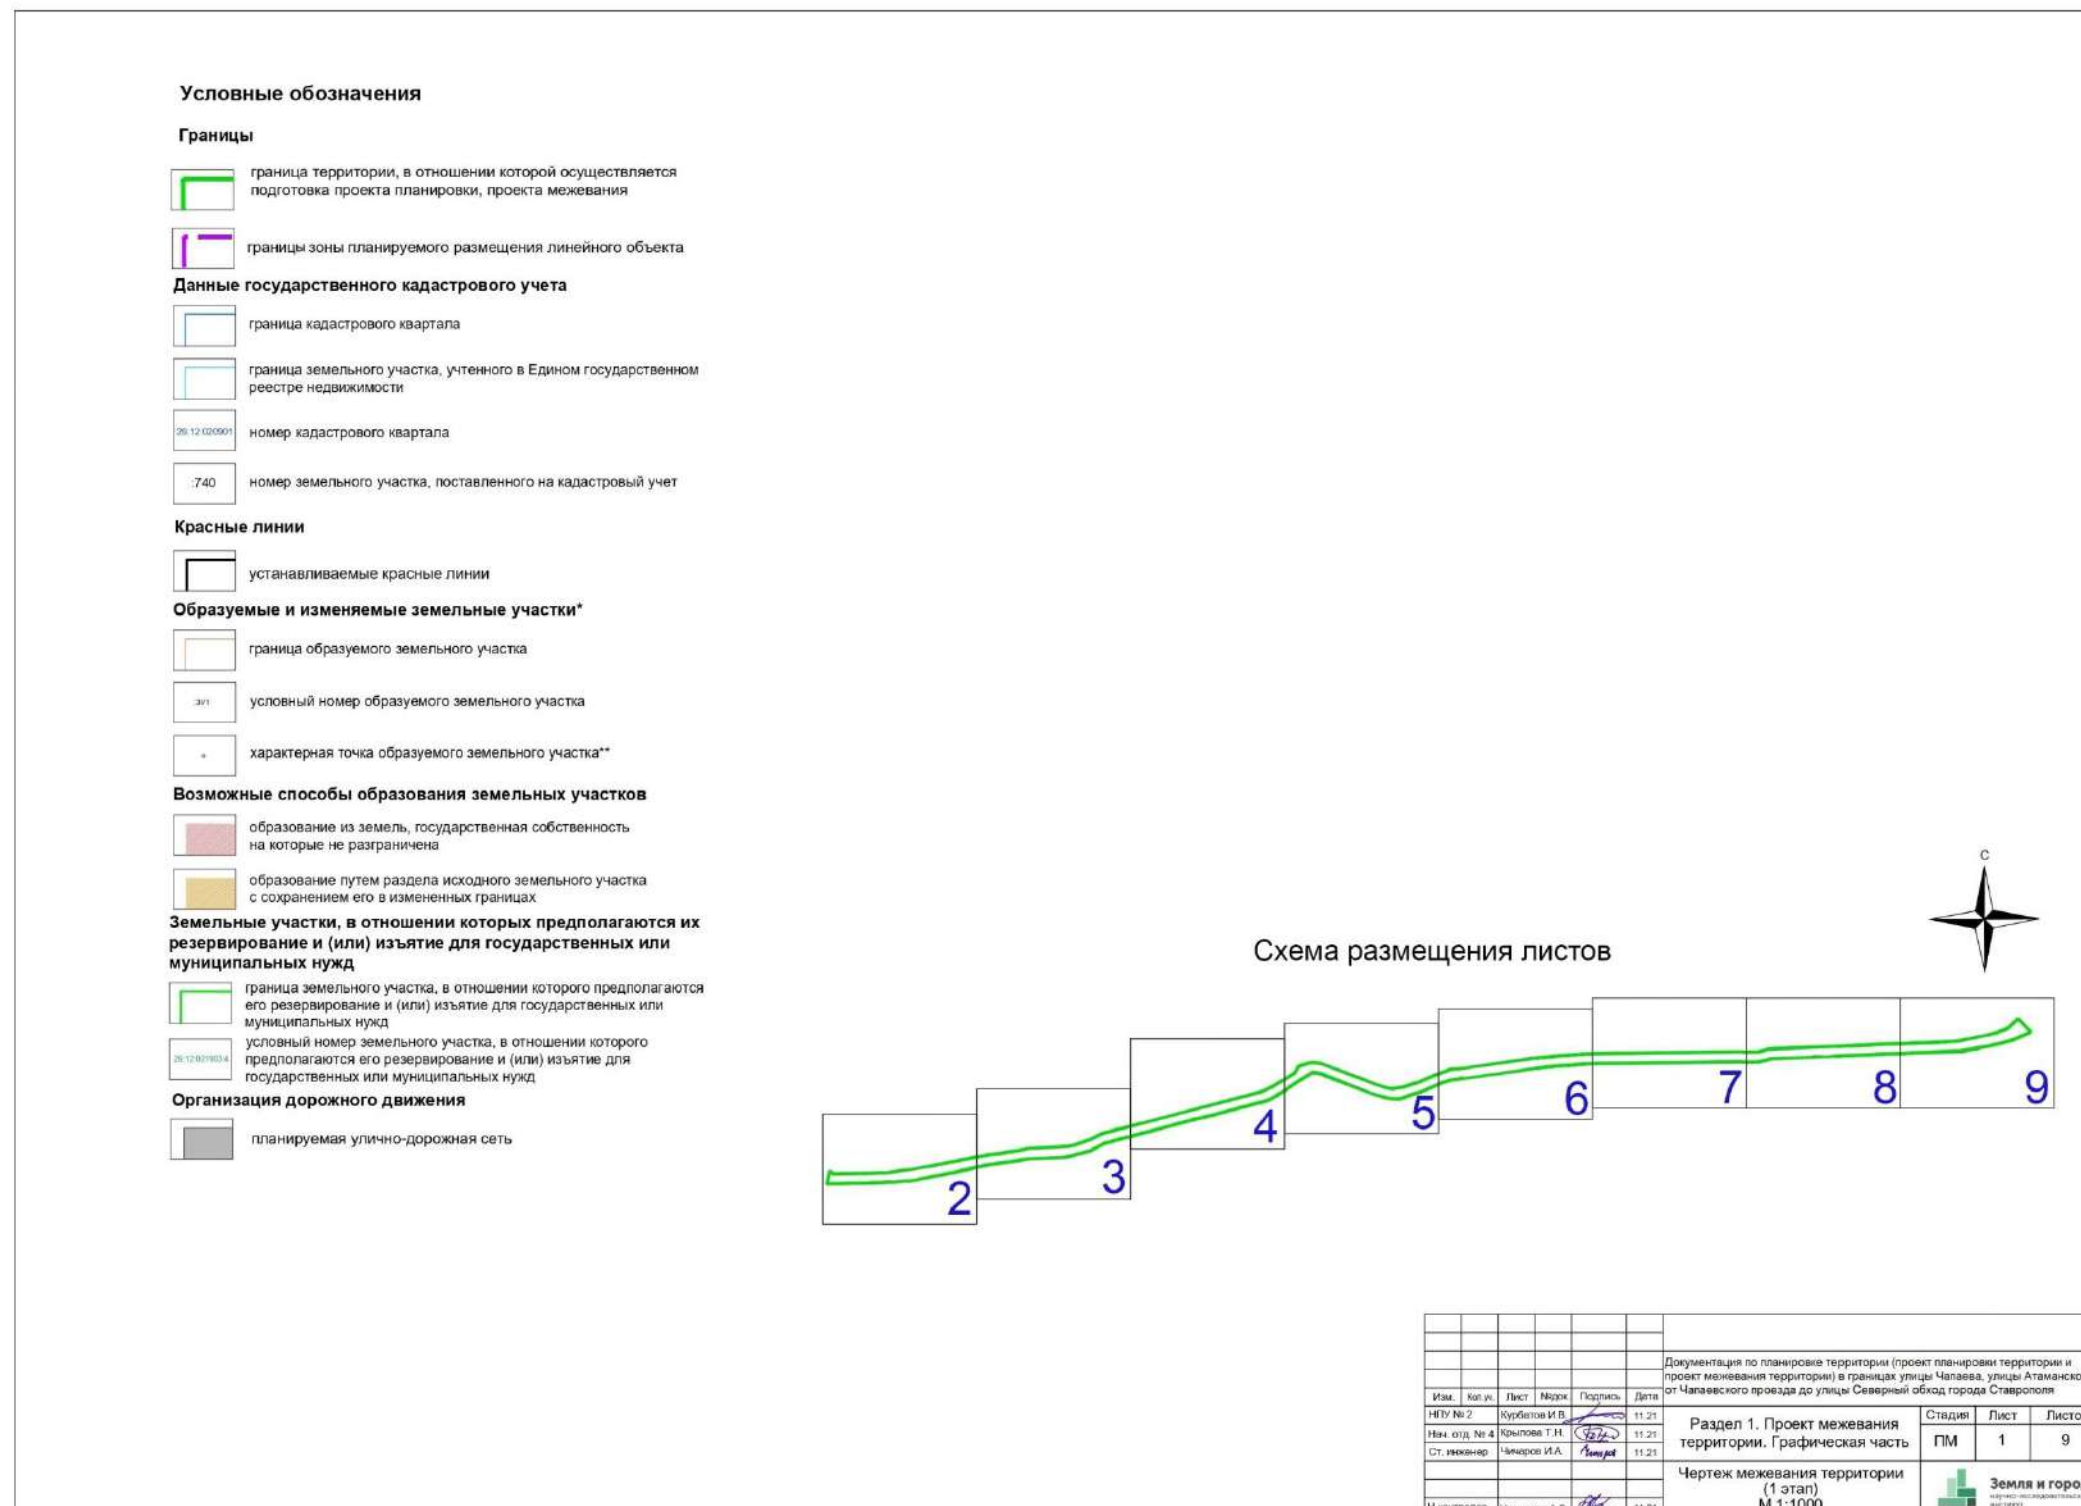 Условные обозначения
Границы
граница территории, в отношении которой осуществляется
подготовка проекта планировки, проекта межевания
границы зоны планируемого размещения линейного объекта
Данные государственного кадастрового учета
граница кадастрового квартала
граница земельного участка, учтенного в Едином государственном
реестре недвижимости
26:12:020901
номер кадастрового квартала
:740
номер земельного участка, поставленного на кадастровый учет
Красные линии
устанавливаемые красные линии
Образуемые и изменяемые земельные участки*
граница образуемого земельного участка
:ЗУ1
условный номер образуемого земельного участка
характерная точка образуемого земельного участка**
Возможные способы образования земельных участков
образование из земель, государственная собственность
на которые не разграничена
образование путем раздела исходного земельного участка
с сохранением его в измененных границах
Земельные участки, в отношении которых предполагаются их
резервирование и (или) изъятие для государственных или
муниципальных нужд
граница земельного участка, в отношении которого предполагаются
его резервирование и (или) изъятие для государственных или
муниципальных нужд
условный номер земельного участка, в отношении которого
предполагаются его резервирование и (или) изъятие для
государственных или муниципальных нужд
Организация дорожного движения
планируемая улично-дорожная сеть
С
Схема размещения листов
2
3
4
5
6
7
8
9
Документация по планировке территории (проект планировки территории и
проект межевания территории) в границах улицы Чапаева, улицы Атаманско
от Чапаевского проезда до улицы Северный обход города Ставрополя
Изм. Кол.уч. Лист №док. Подпись Дата
НПУ № 2 Курбатов И.В. 11.21
Нач. отд. № 4 Крылова Т.Н. 11.21
Ст. инженер Чичаров И.А. 11.21
Раздел 1. Проект межевания
территории. Графическая часть
Стадия Лист Листо
ПМ 1 9
Чертеж межевания территории
(1 этап)
М 1:1000
Земля и горо